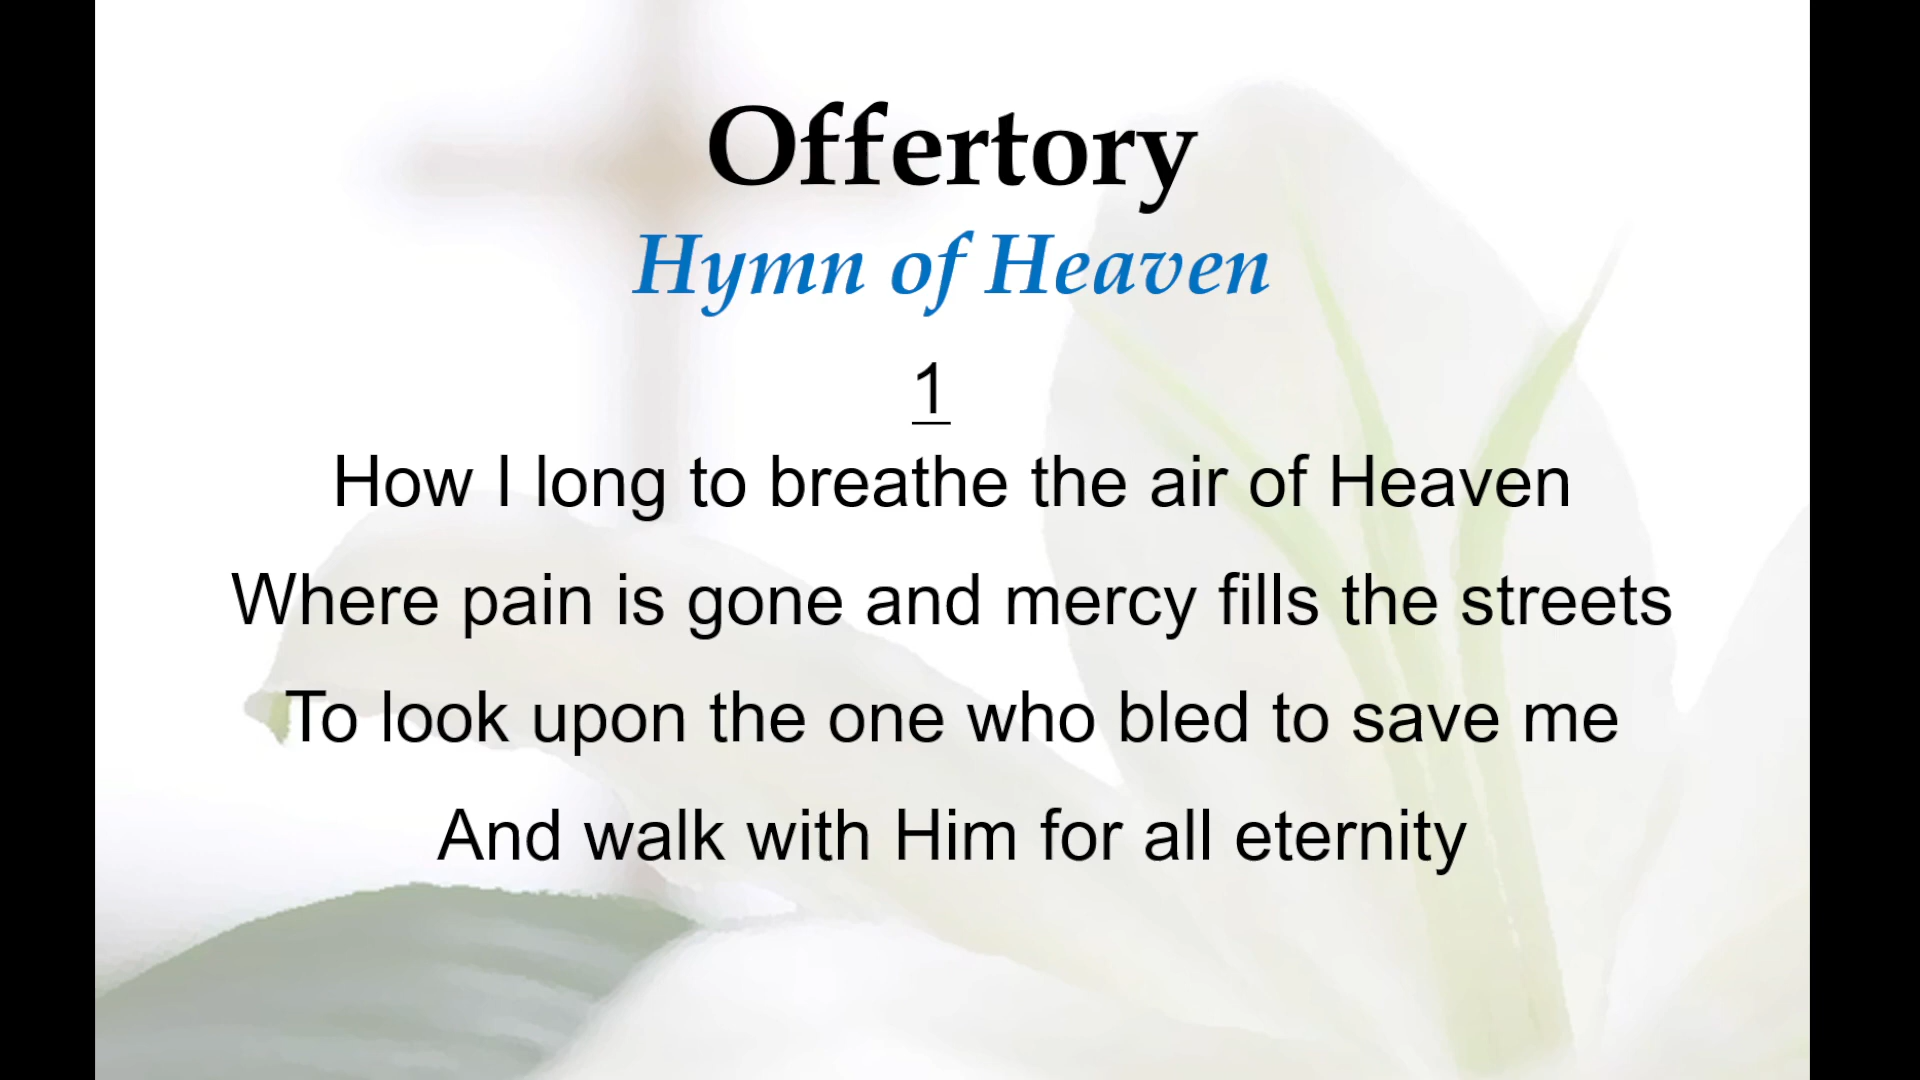 Offertory
Hymn of Heaven
1
How I long to breathe the air of Heaven
Where pain is gone and mercy fills the streets
To look upon the one who bled to save me
And walk with Him for all eternity